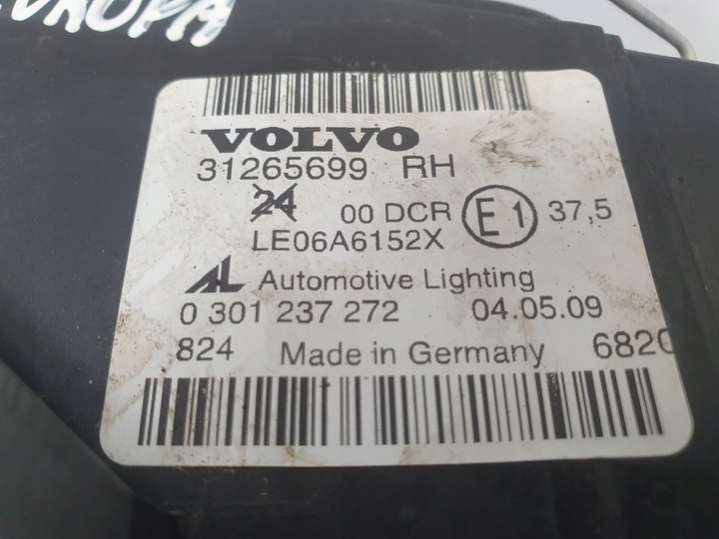 VOLVO
31265699 RH
24 00 DCR E1 37,5
LE06A6152X
AL Automotive Lighting
0 301 237 272 04.05.09
824 Made in Germany 6820